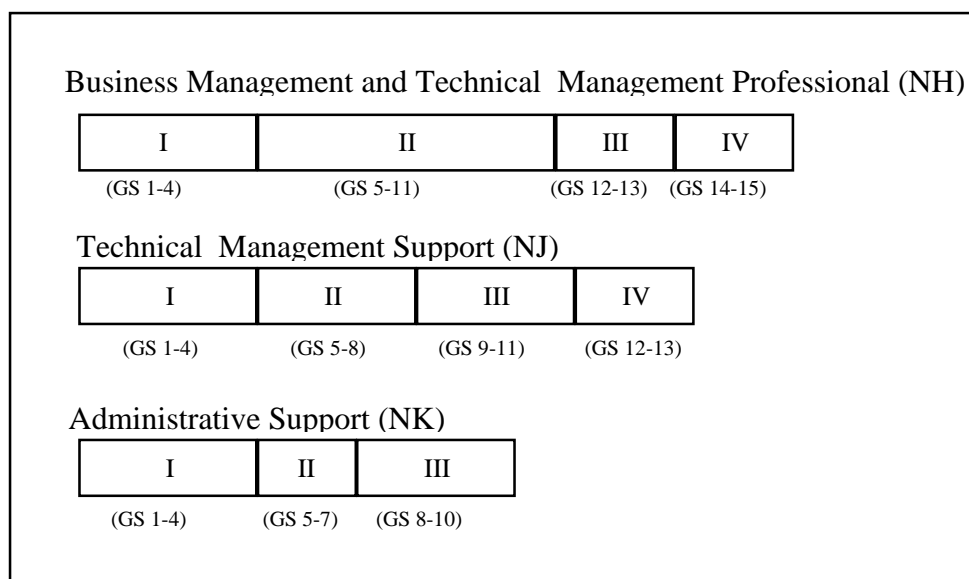 Business Management and Technical Management Professional (NH)
I II III IV
(GS 1-4) (GS 5-11) (GS 12-13) (GS 14-15)
Technical Management Support (NJ)
I II III IV
(GS 1-4) (GS 5-8) (GS 9-11) (GS 12-13)
Administrative Support (NK)
I II III
(GS 1-4) (GS 5-7) (GS 8-10)